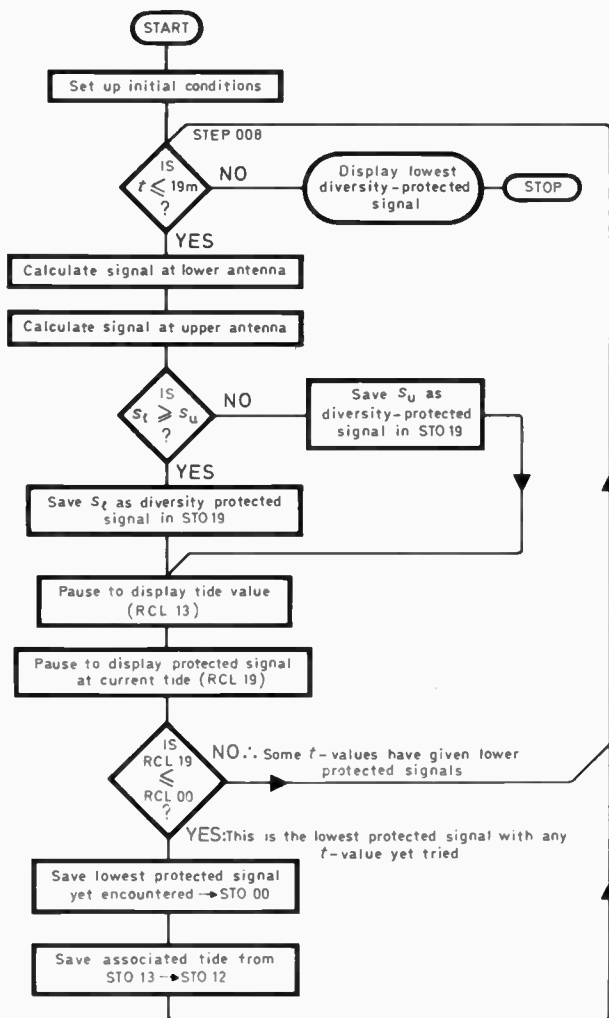 START
Set up initial conditions
STEP 008
IS
t ⩽ 19m
?
NO
Display lowest
diversity-protected
signal
STOP
YES
Calculate signal at lower antenna
Calculate signal at upper antenna
IS
Sℓ ⩾ Su
?
NO
Save Su as
diversity-protected
signal in STO 19
YES
Save Sℓ as diversity protected
signal in STO 19
Pause to display tide value
(RCL 13)
Pause to display protected signal
at current tide (RCL 19)
IS
RCL 19
⩽
RCL 00
?
NO ∴ Some t-values have given lower
protected signals
YES: This is the lowest protected signal with any
t-value yet tried
Save lowest protected signal
yet encountered → STO 00
Save associated tide from
STO 13 → STO 12